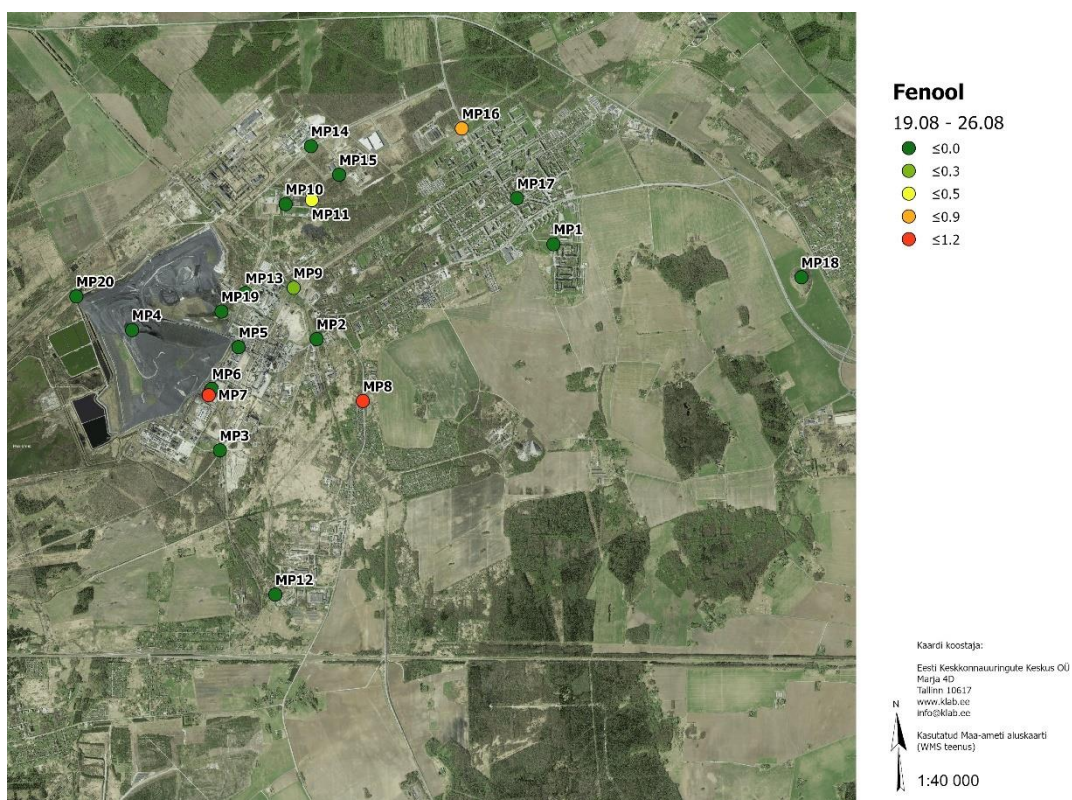 Fenool
19.08 - 26.08
≤0.0
≤0.3
≤0.5
≤0.9
≤1.2
MP16
MP14
MP15
MP10
MP11
MP17
MP1
MP18
MP20
MP13
MP9
MP19
MP4
MP5
MP2
MP6
MP7
MP8
MP3
MP12
Kaardi koostaja:
Eesti Keskkonnauuringute Keskus OÜ
Marja 4D
Tallinn 10617
www.klab.ee
info@klab.ee
Kasutatud Maa-ameti aluskaarti
(WMS teenus)
N
1:40 000